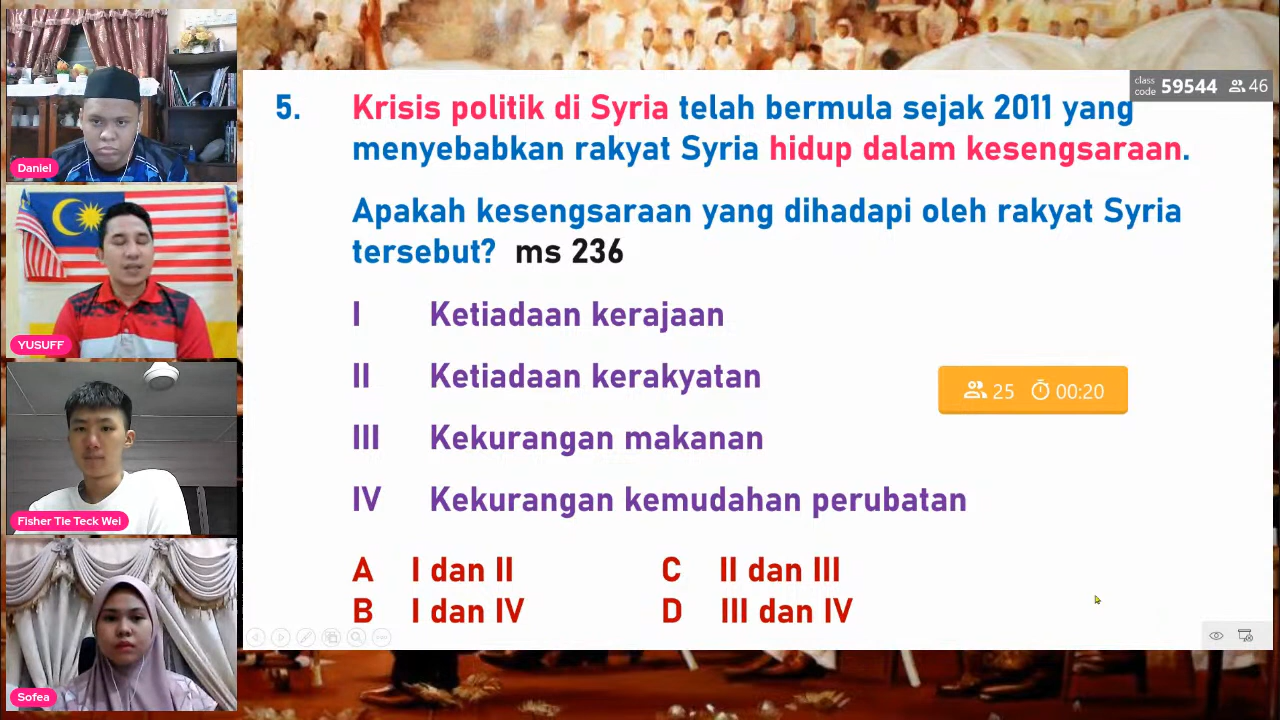 Daniel
YUSUFF
Fisher Tie Teck Wei
Sofea
class code 59544 46
5. Krisis politik di Syria telah bermula sejak 2011 yang
menyebabkan rakyat Syria hidup dalam kesengsaraan.
Apakah kesengsaraan yang dihadapi oleh rakyat Syria
tersebut? ms 236
I Ketiadaan kerajaan
II Ketiadaan kerakyatan
25 00:20
III Kekurangan makanan
IV Kekurangan kemudahan perubatan
A I dan II C II dan III
B I dan IV D III dan IV